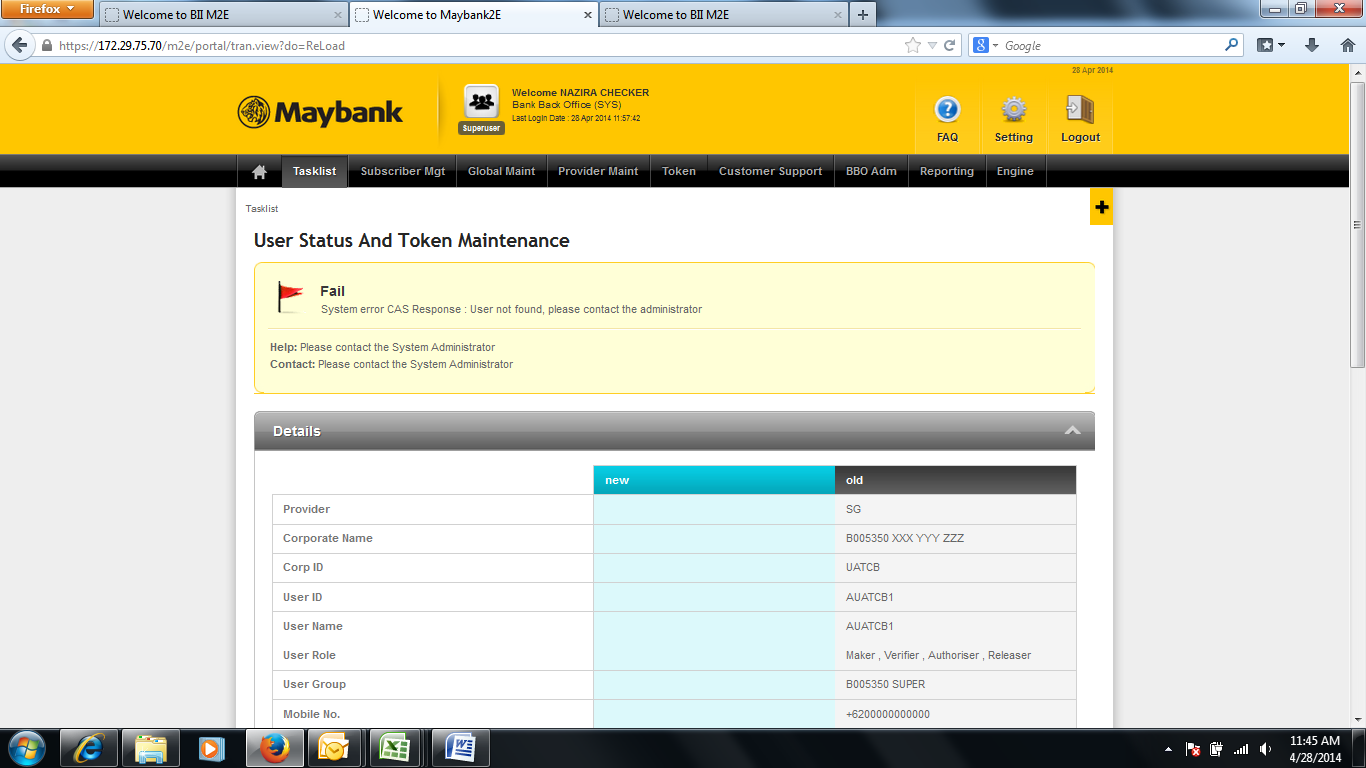 Firefox
Welcome to BII M2E
Welcome to Maybank2E
Welcome to BII M2E
https://172.29.75.70/m2e/portal/tran.view?do=ReLoad
Google
28 Apr 2014
Maybank
Superuser
Welcome NAZIRA CHECKER
Bank Back Office (SYS)
Last Login Date : 28 Apr 2014 11:57:42
FAQ
Setting
Logout
Tasklist
Subscriber Mgt
Global Maint
Provider Maint
Token
Customer Support
BBO Adm
Reporting
Engine
Tasklist
User Status And Token Maintenance
Fail
System error CAS Response : User not found, please contact the administrator
Help: Please contact the System Administrator
Contact: Please contact the System Administrator
Details
new old
Provider SG
Corporate Name B005350 XXX YYY ZZZ
Corp ID UATCB
User ID AUATCB1
User Name AUATCB1
User Role Maker , Verifier , Authoriser , Releaser
User Group B005350 SUPER
Mobile No. +6200000000000
11:45 AM
4/28/2014